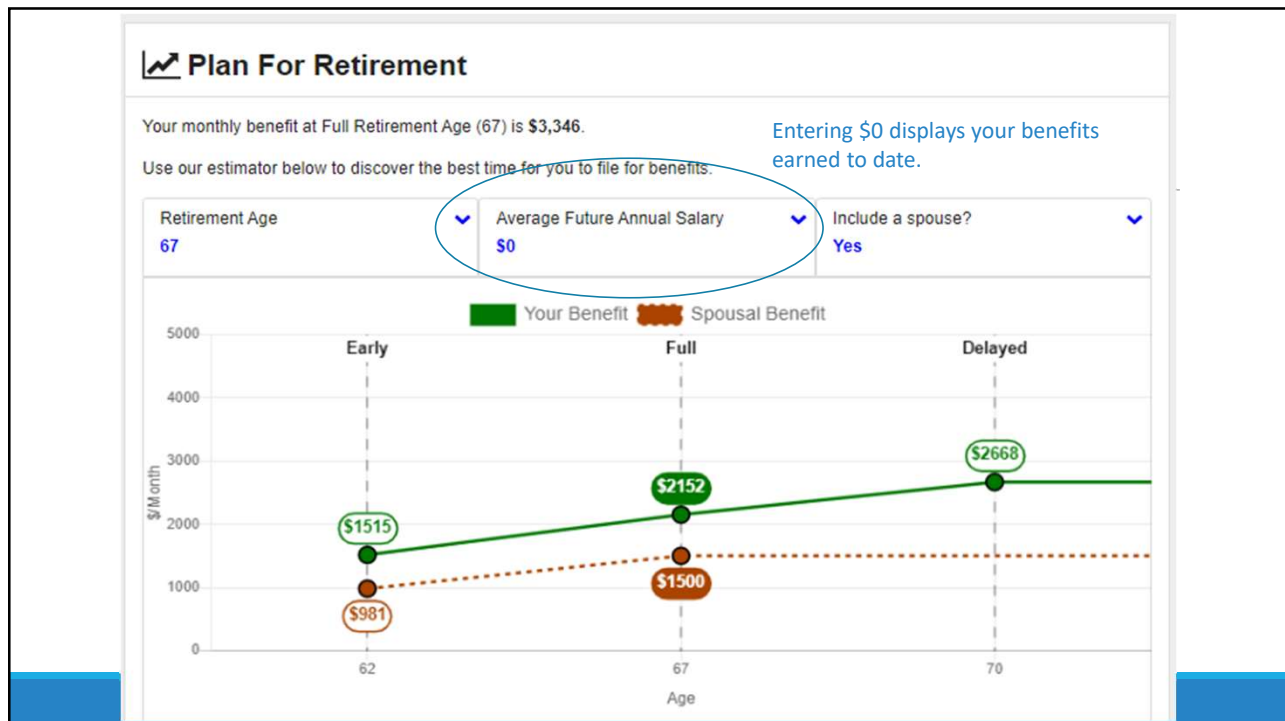 Plan For Retirement
Your monthly benefit at Full Retirement Age (67) is $3,346.
Use our estimator below to discover the best time for you to file for benefits.
Entering $0 displays your benefits
earned to date.
Retirement Age
67
Average Future Annual Salary
$0
Include a spouse?
Yes
Your Benefit Spousal Benefit
Early Full Delayed
5000
4000
3000
2000
1000
0
$/Month
$1515
$2152
$2668
$981
$1500
62 67 70
Age